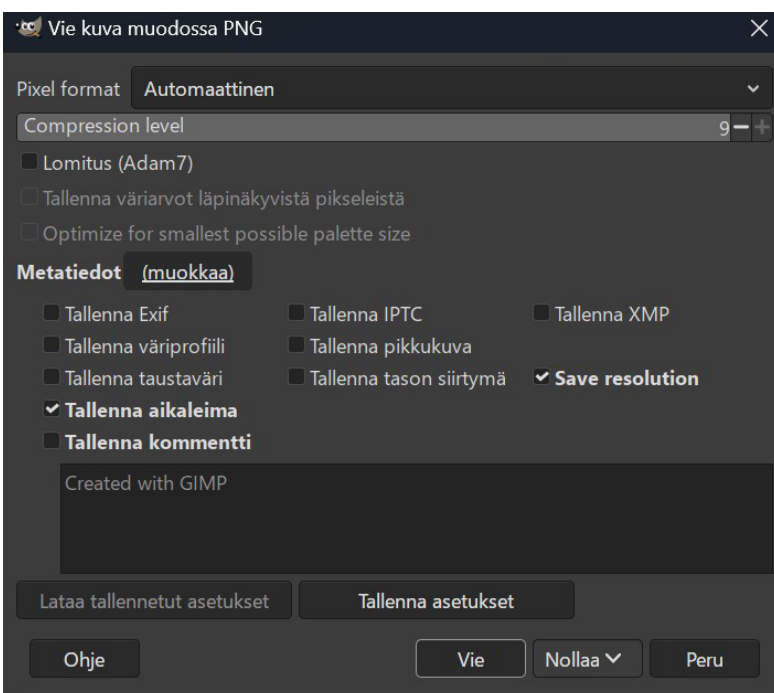 Vie kuva muodossa PNG
Pixel format Automaattinen
Compression level 9
Lomitus (Adam7)
Tallenna väriarvot läpinäkyvistä pikseleistä
Optimize for smallest possible palette size
Metatiedot (muokkaa)
Tallenna Exif Tallenna IPTC Tallenna XMP
Tallenna väriprofiili Tallenna pikkukuva
Tallenna taustaväri Tallenna tason siirtymä Save resolution
Tallenna aikaleima
Tallenna kommentti
Created with GIMP
Lataa tallennetut asetukset Tallenna asetukset
Ohje Vie Nollaa Peru